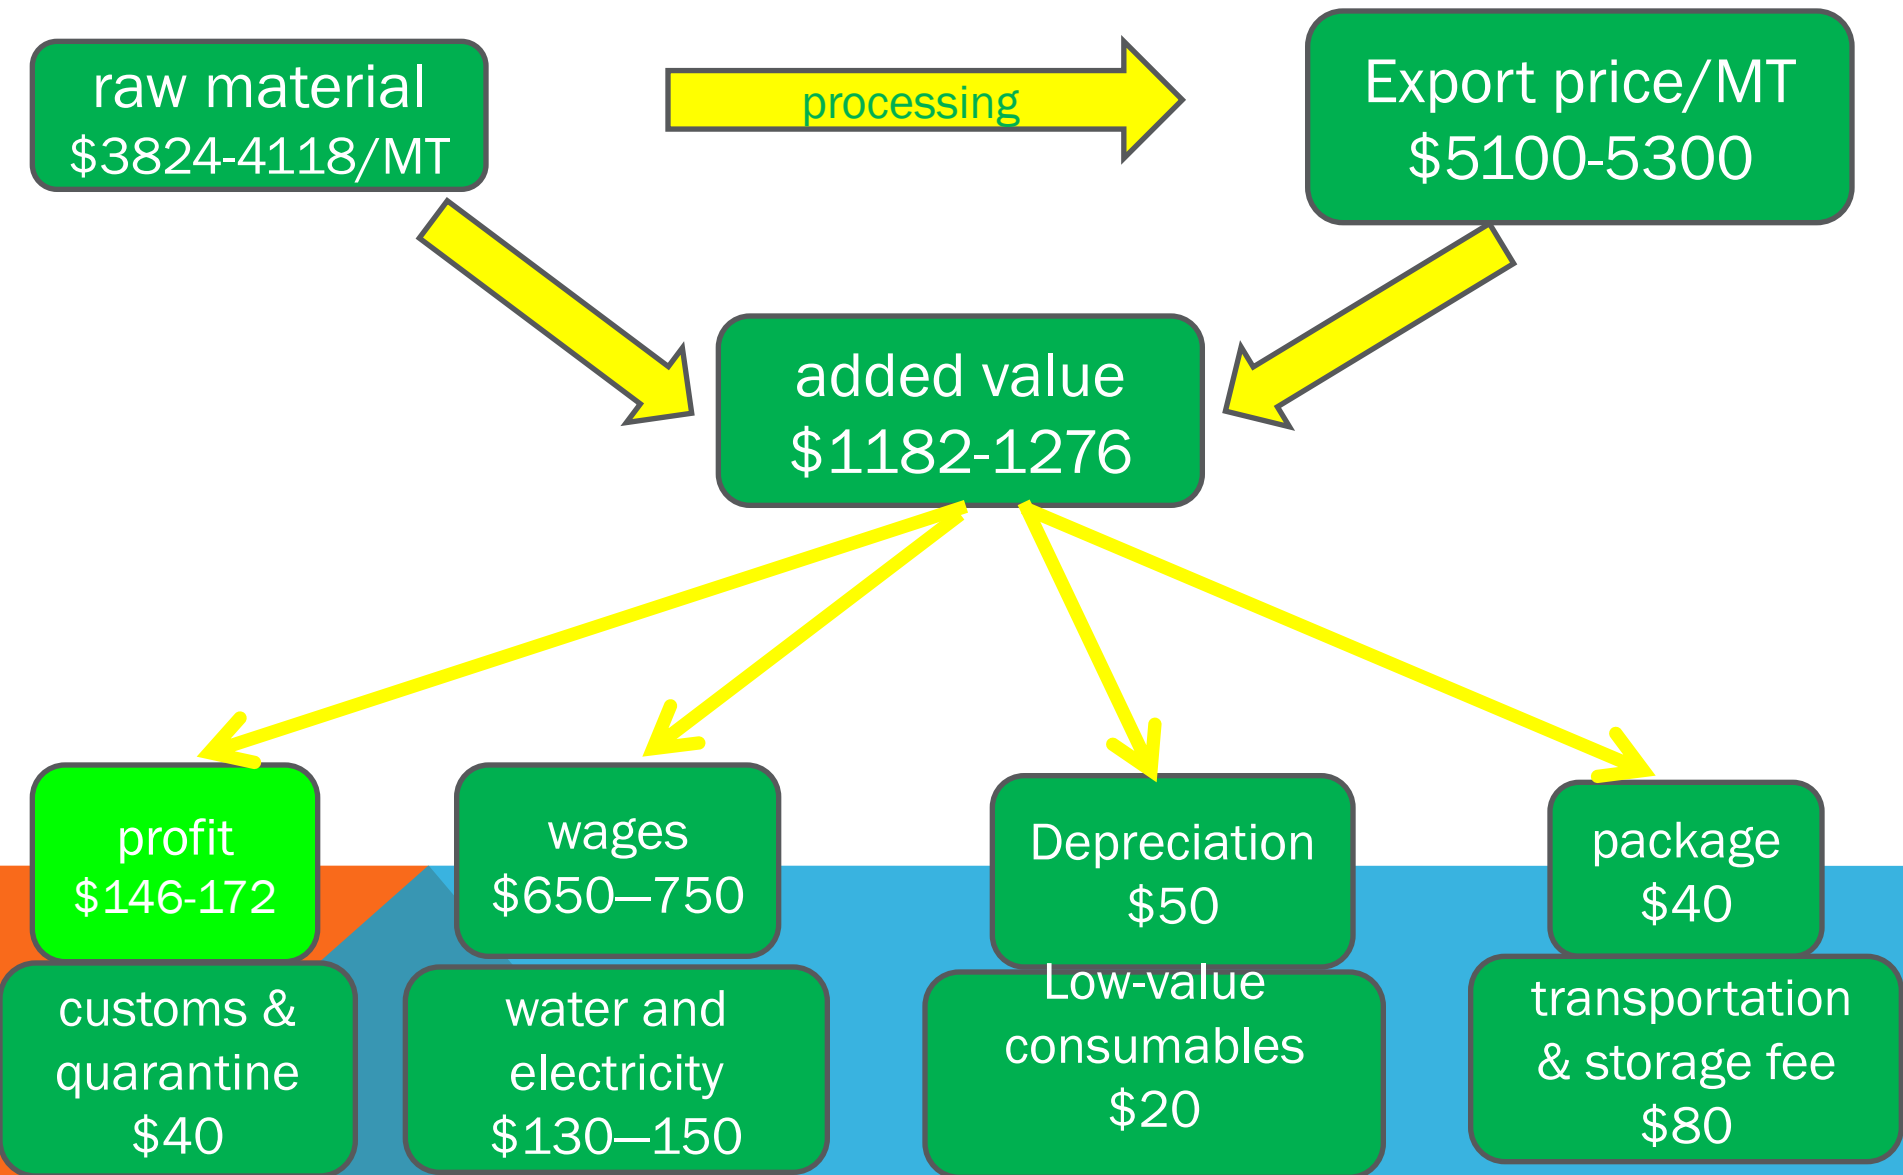 raw material
$3824-4118/MT
processing
Export price/MT
$5100-5300
added value
$1182-1276
profit
$146-172
wages
$650—750
Depreciation
$50
package
$40
customs &
quarantine
$40
water and
electricity
$130—150
Low-value
consumables
$20
transportation
& storage fee
$80